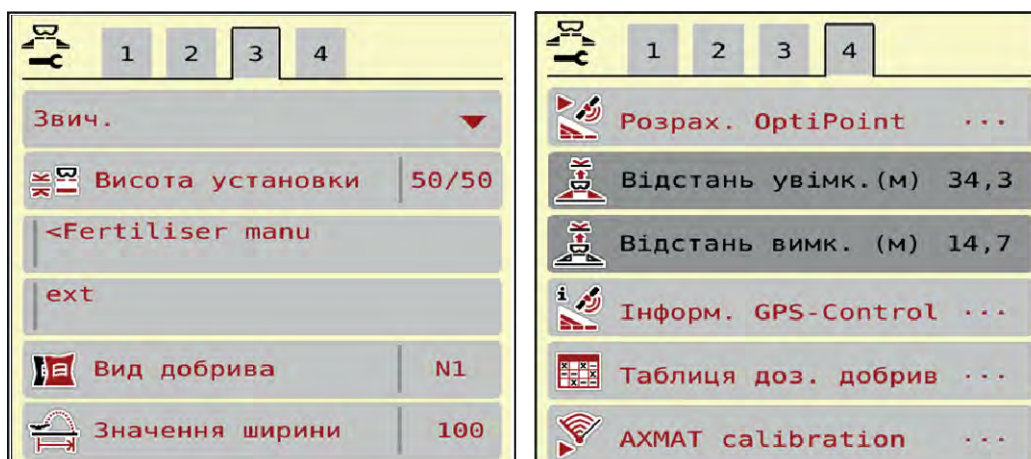 1 2 3 4
Звич.
Висота установки 50/50
<Fertiliser manu
ext
Вид добрива N1
Значення ширини 100
1 2 3 4
Розрах. OptiPoint ...
Відстань увімк.(м) 34,3
Відстань вимк. (м) 14,7
Інформ. GPS-Control ...
Таблиця доз. добрив ...
AXMAT calibration ...